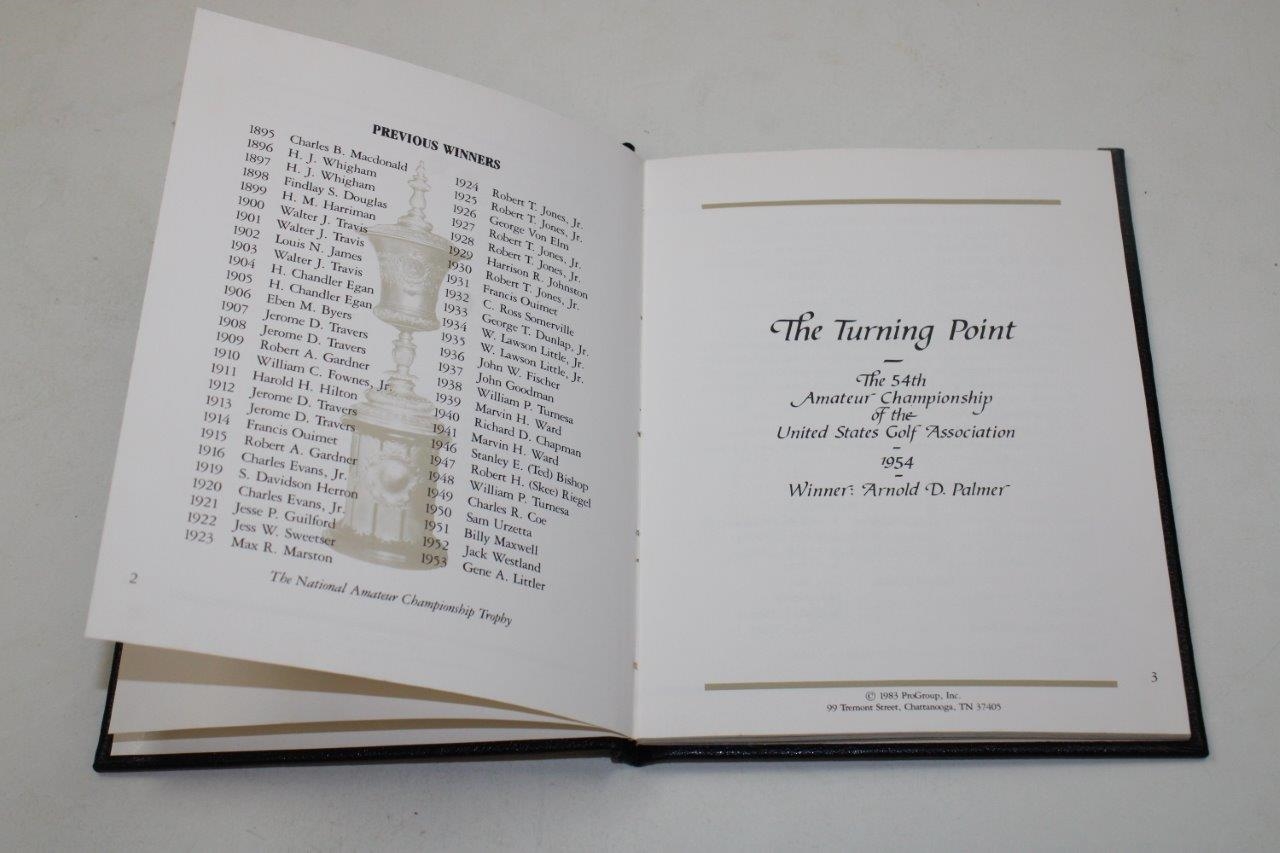 PREVIOUS WINNERS
1895 Charles B. Macdonald
1896 H. J. Whigham
1897 H. J. Whigham
1898 Findlay S. Douglas
1899 H. M. Harriman
1900 Walter J. Travis
1901 Walter J. Travis
1902 Louis N. James
1903 Walter J. Travis
1904 H. Chandler Egan
1905 H. Chandler Egan
1906 Eben M. Byers
1907 Jerome D. Travers
1908 Jerome D. Travers
1909 Robert A. Gardner
1910 William C. Fownes, Jr.
1911 Harold H. Hilton
1912 Jerome D. Travers
1913 Jerome D. Travers
1914 Francis Ouimet
1915 Robert A. Gardner
1916 Charles Evans, Jr.
1919 S. Davidson Herron
1920 Charles Evans, Jr.
1921 Jesse P. Guilford
1922 Jess W. Sweetser
1923 Max R. Marston
1924 Robert T. Jones, Jr.
1925 Robert T. Jones, Jr.
1926 George Von Elm
1927 Robert T. Jones, Jr.
1928 Robert T. Jones, Jr.
1929 Harrison R. Johnston
1930 Robert T. Jones, Jr.
1931 Francis Ouimet
1932 C. Ross Somerville
1933 George T. Dunlap, Jr.
1934 W. Lawson Little, Jr.
1935 W. Lawson Little, Jr.
1936 John W. Fischer
1937 John Goodman
1938 William P. Turnesa
1939 Marvin H. Ward
1940 Richard D. Chapman
1941 Marvin H. Ward
1946 Stanley E. (Ted) Bishop
1947 Robert H. (Skee) Riegel
1948 William P. Turnesa
1949 Charles R. Coe
1950 Sam Urzetta
1951 Billy Maxwell
1952 Jack Westland
1953 Gene A. Littler
The National Amateur Championship Trophy
2
The Turning Point
The 54th
Amateur Championship
of the
United States Golf Association
1954
Winner: Arnold D. Palmer
3
© 1983 ProGroup, Inc.
99 Tremont Street, Chattanooga, TN 37405